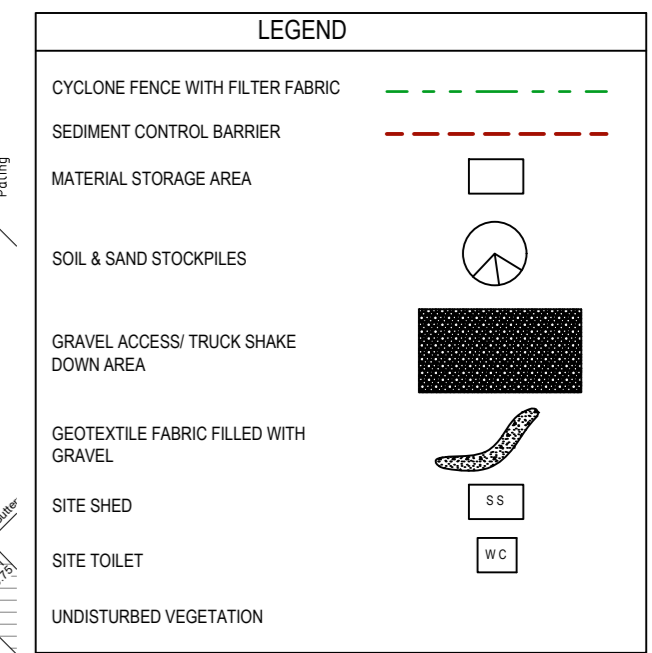 LEGEND
CYCLONE FENCE WITH FILTER FABRIC
SEDIMENT CONTROL BARRIER
Paling
MATERIAL STORAGE AREA
SOIL & SAND STOCKPILES
GRAVEL ACCESS/ TRUCK SHAKE
DOWN AREA
GEOTEXTILE FABRIC FILLED WITH
GRAVEL
SITE SHED
SS
SITE TOILET
WC
UNDISTURBED VEGETATION